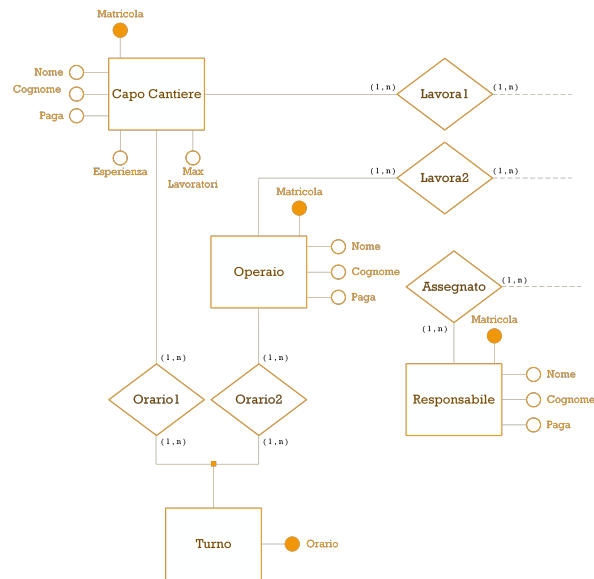 Matricola
Nome
Cognome
Paga
Capo Cantiere
Esperienza
Max
Lavoratori
(1,n)
Lavora1
(1,n)
(1,n)
Lavora2
(1,n)
Matricola
Operaio
Nome
Cognome
Paga
Assegnato
(1,n)
(1,n)
Matricola
Responsabile
Nome
Cognome
Paga
(1,n)
(1,n)
Orario1
Orario2
(1,n)
(1,n)
Turno
Orario